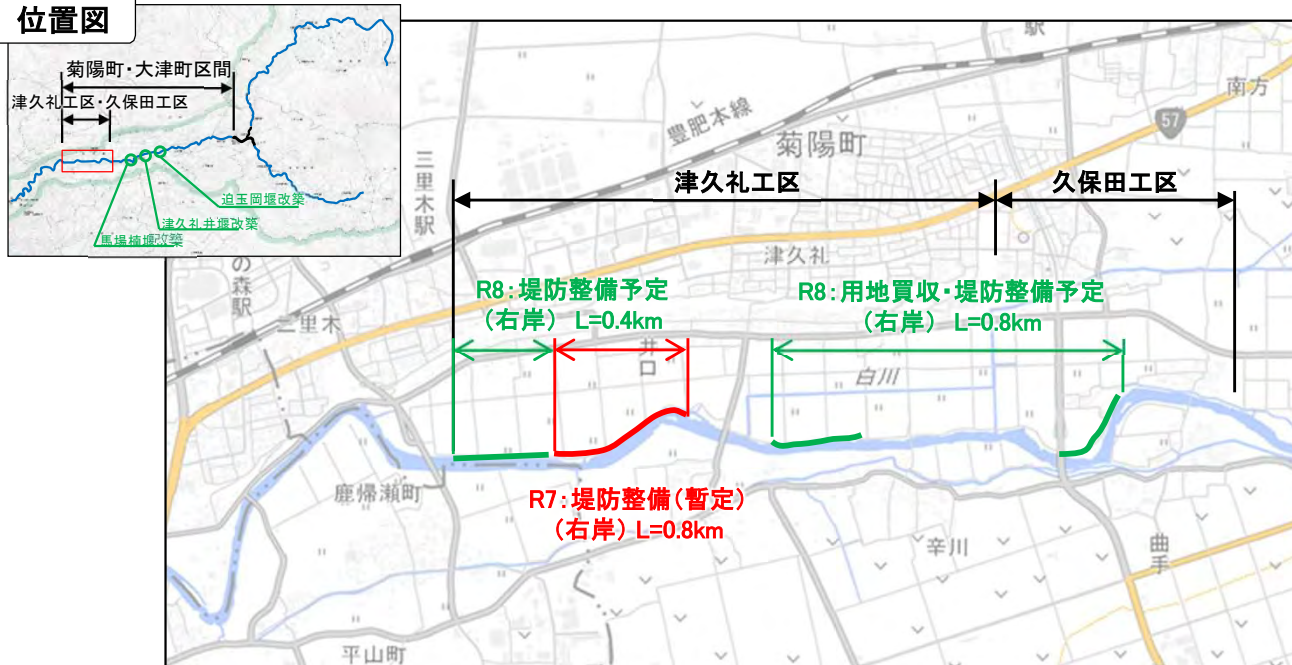 位置図
菊陽町・大津町区間
津久礼工区・久保田工区
迫玉岡堰改築
津久礼井堰改築
馬場楠堰改築
駅
南方
57
豊肥本線
菊陽町
三里木駅
津久礼工区
久保田工区
津久礼
の森駅
三里木
R8：堤防整備予定
（右岸） L=0.4km
R8：用地買収・堤防整備予定
（右岸） L=0.8km
井口
白川
鹿帰瀬町
R7：堤防整備（暫定）
（右岸） L=0.8km
辛川
曲手
平山町